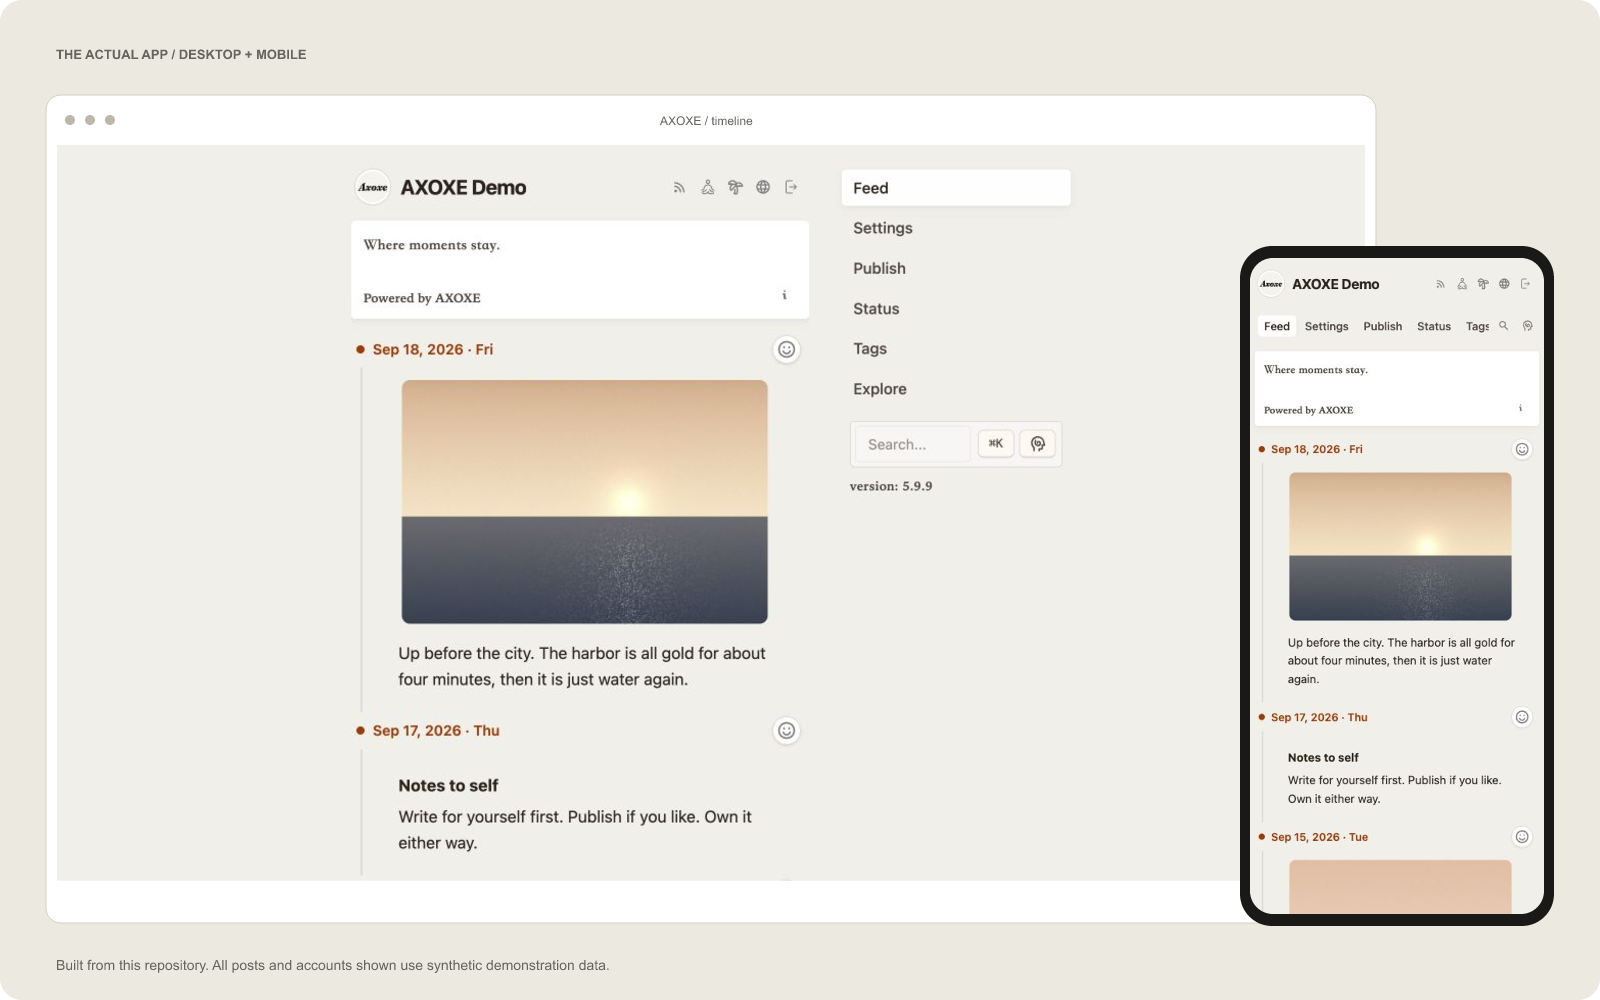 THE ACTUAL APP / DESKTOP + MOBILE
AXOXE / timeline
Axoxe AXOXE Demo
Where moments stay.
Powered by AXOXE i
Sep 18, 2026 · Fri
Up before the city. The harbor is all gold for about
four minutes, then it is just water again.
Sep 17, 2026 · Thu
Notes to self
Write for yourself first. Publish if you like. Own it
either way.
Feed
Settings
Publish
Status
Tags
Explore
Search... ⌘K
version: 5.9.9
Axoxe AXOXE Demo
Feed Settings Publish Status Tags
Where moments stay.
Powered by AXOXE i
Sep 18, 2026 · Fri
Up before the city. The harbor is all gold for
about four minutes, then it is just water
again.
Sep 17, 2026 · Thu
Notes to self
Write for yourself first. Publish if you like.
Own it either way.
Sep 15, 2026 · Tue
Built from this repository. All posts and accounts shown use synthetic demonstration data.